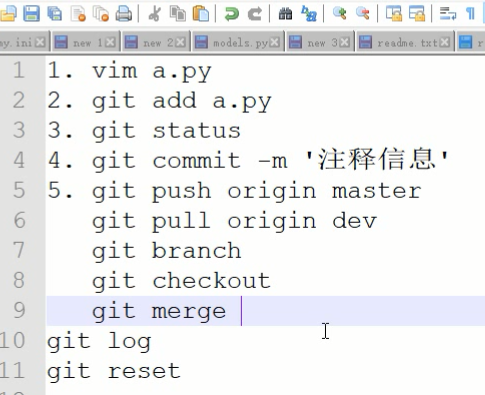 ny.ini new 1 new 2 models.py new 3 readme.txt r
1 1. vim a.py
2 2. git add a.py
3 3. git status
4 4. git commit -m '注释信息'
5 5. git push origin master
6 git pull origin dev
7 git branch
8 git checkout
9 git merge
10 git log
11 git reset